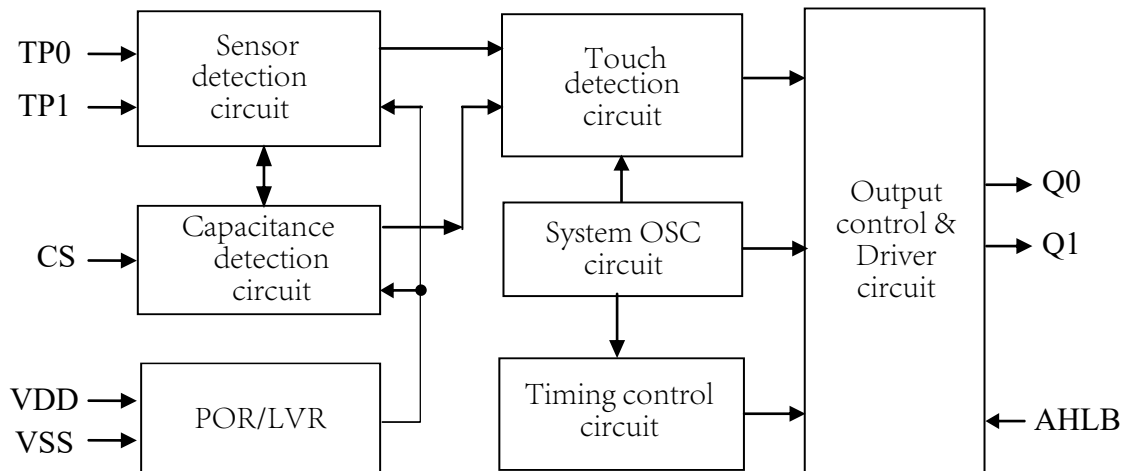 TP0
TP1
Sensor
detection
circuit
Touch
detection
circuit
CS
Capacitance
detection
circuit
System OSC
circuit
Output
control &
Driver
circuit
Q0
Q1
VDD
VSS
POR/LVR
Timing control
circuit
AHLB